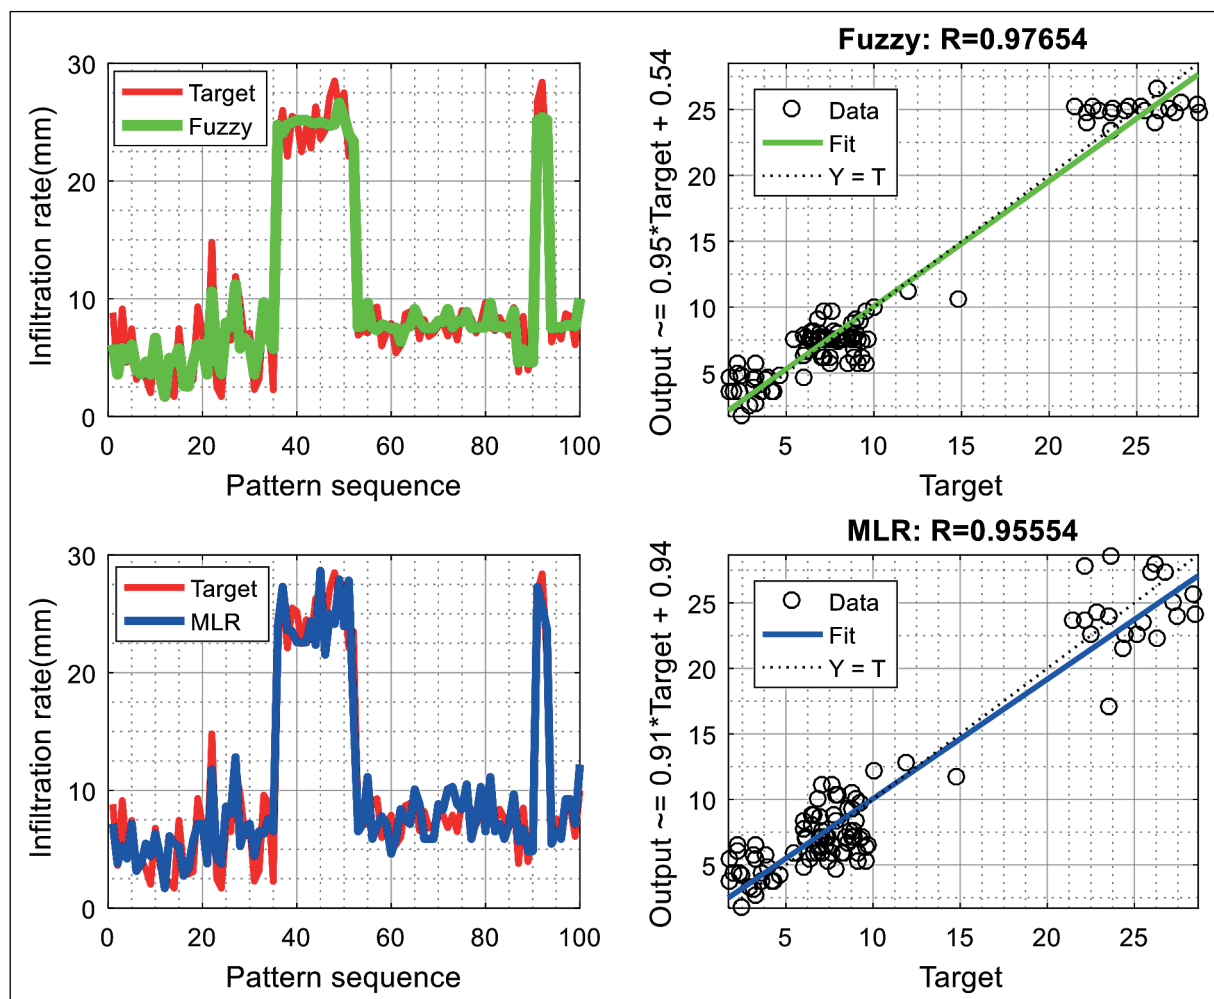 Infiltration rate(mm)
30
20
10
0
Target
Fuzzy
0 20 40 60 80 100
Pattern sequence
Fuzzy: R=0.97654
Output ~= 0.95*Target + 0.54
25
20
15
10
5
Data
Fit
Y = T
5 10 15 20 25
Target
Infiltration rate(mm)
30
20
10
0
Target
MLR
0 20 40 60 80 100
Pattern sequence
MLR: R=0.95554
Output ~= 0.91*Target + 0.94
25
20
15
10
5
Data
Fit
Y = T
5 10 15 20 25
Target